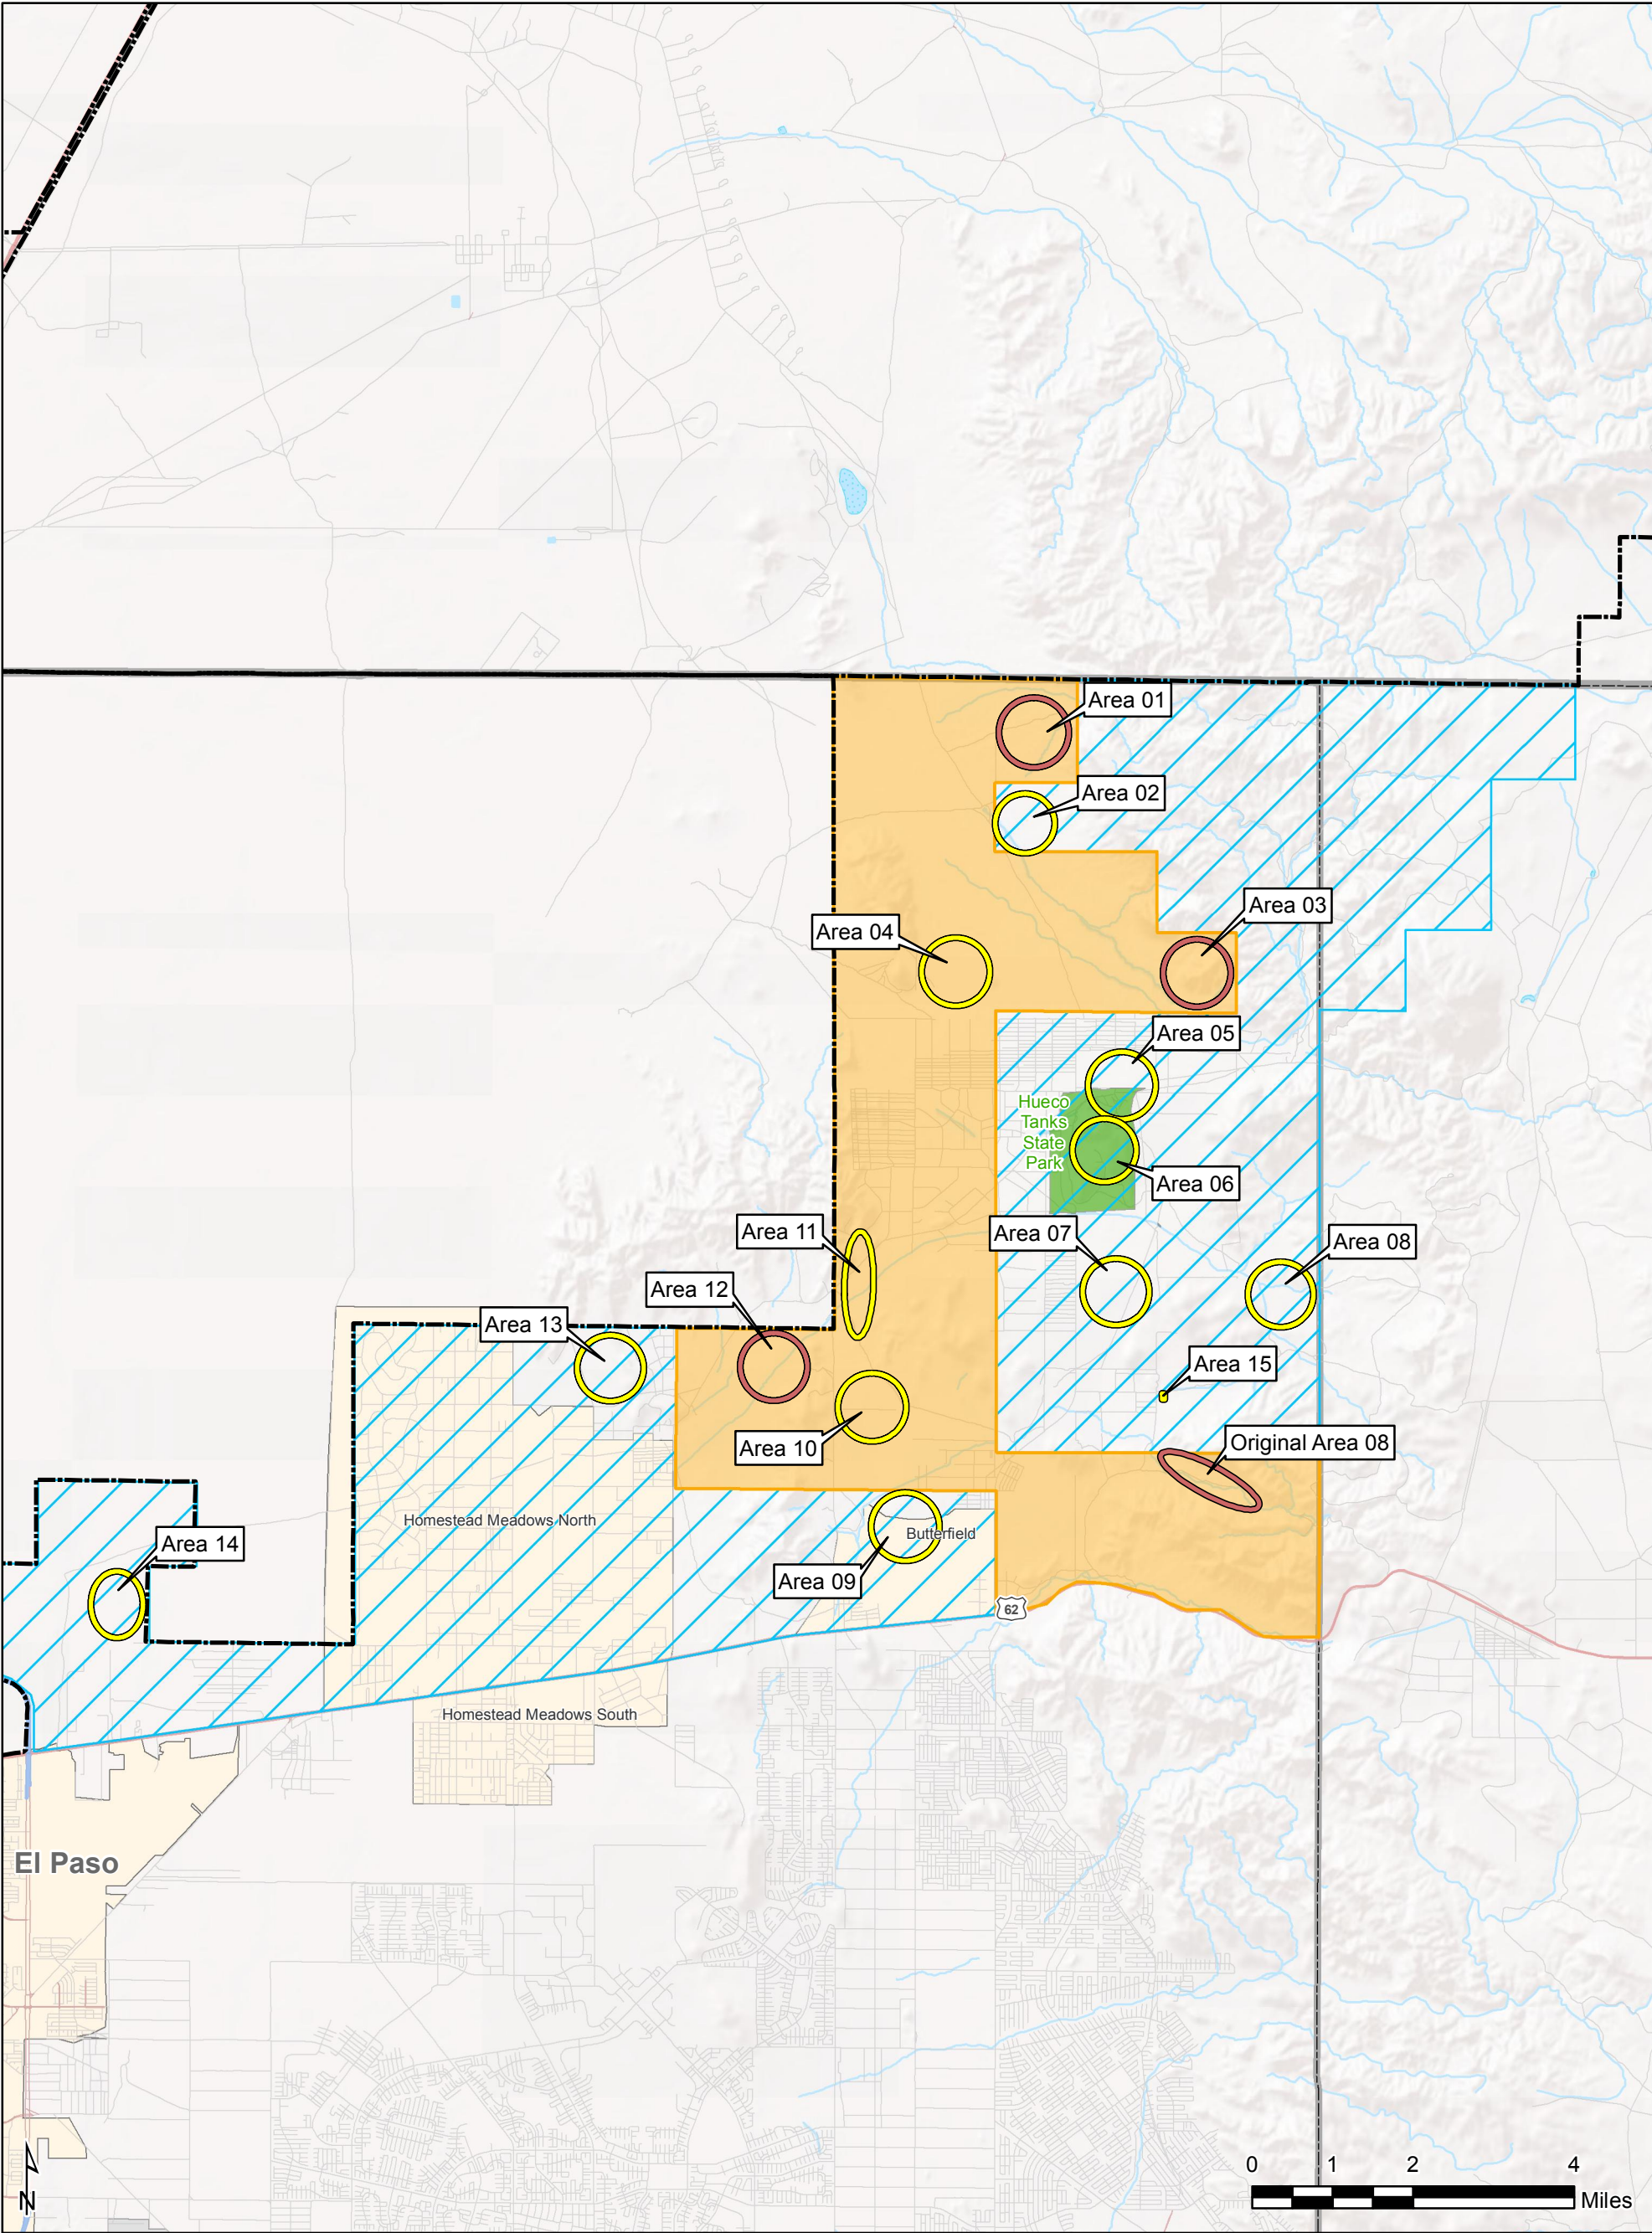 Area 01
Area 02
Area 03
Area 04
Area 05
Hueco
Tanks
State
Park
Area 06
Area 07
Area 08
Area 11
Area 12
Area 13
Area 15
Area 10
Original Area 08
Homestead Meadows North
Butterfield
Area 14
Area 09
62
Homestead Meadows South
El Paso
N
0 1 2 4
Miles